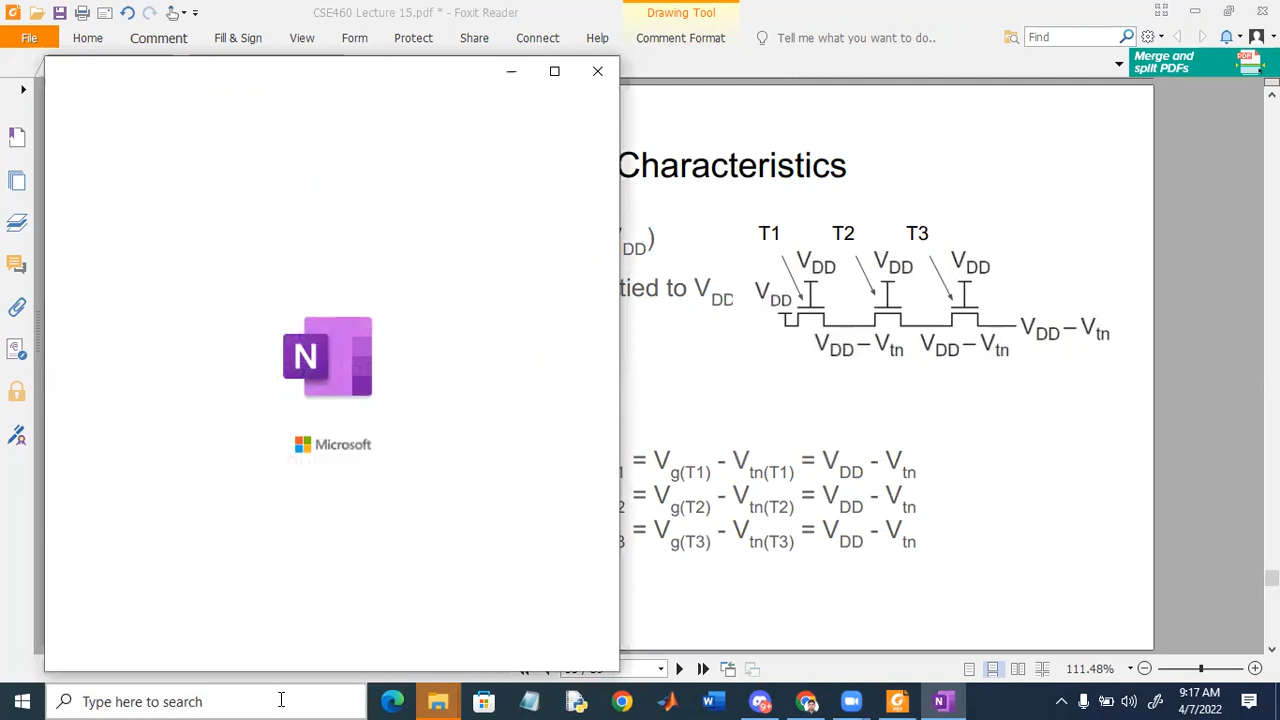 CSE460 Lecture 15.pdf * - Foxit Reader
Drawing Tool
File Home Comment Fill & Sign View Form Protect Share Connect Help Comment Format Tell me what you want to do.. Find
Merge and
split PDFs
Characteristics
DD)
tied to VDD
T1 T2 T3
VDD VDD VDD
VDD
VDD – Vtn
VDD – Vtn VDD – Vtn
N
Microsoft
1 = Vg(T1) - Vtn(T1) = VDD - Vtn
2 = Vg(T2) - Vtn(T2) = VDD - Vtn
3 = Vg(T3) - Vtn(T3) = VDD - Vtn
111.48%
Type here to search
9:17 AM
4/7/2022